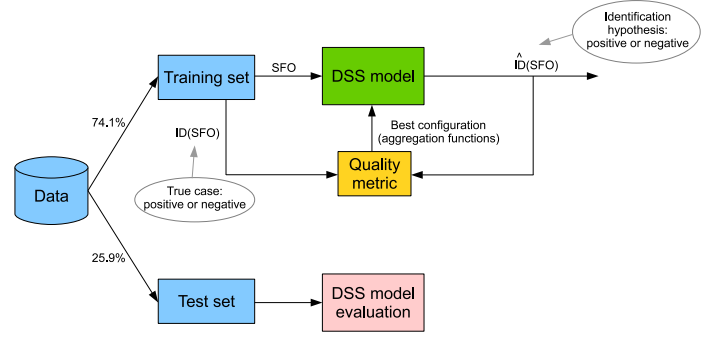 Identification
hypothesis:
positive or negative
Training set
SFO
DSS model
^
ID(SFO)
74.1%
ID(SFO)
Best configuration
(aggregation functions)
Quality
metric
Data
True case:
positive or negative
25.9%
Test set
DSS model
evaluation